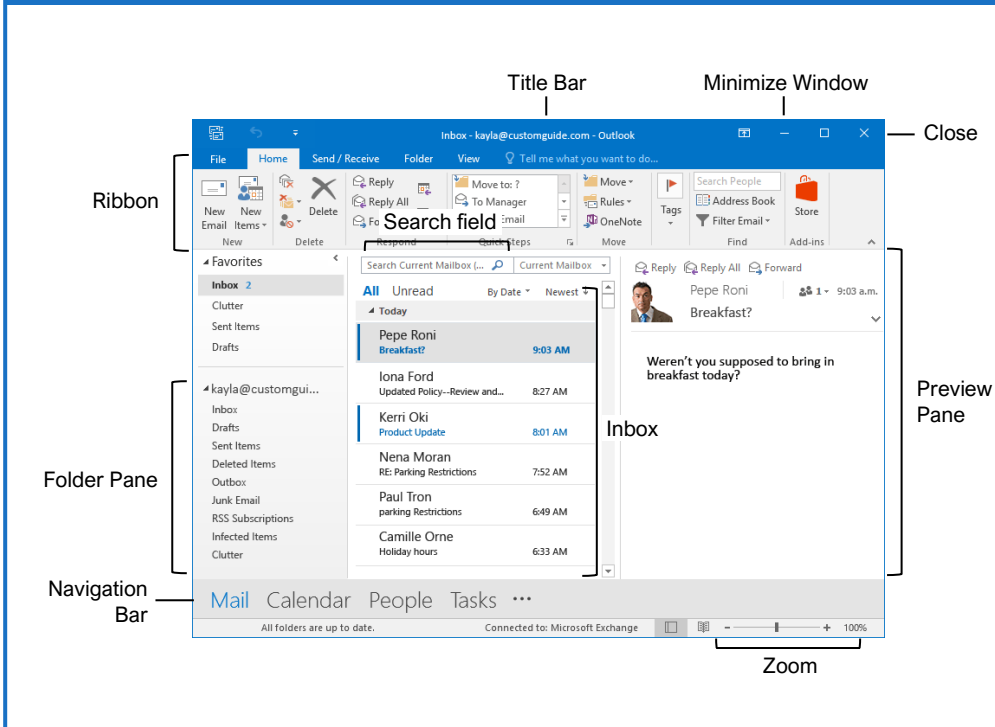 Title Bar
Minimize Window
Inbox - kayla@customguide.com - Outlook
Close
File Home Send / Receive Folder View Tell me what you want to do...
Ribbon
New Email
New Items
Delete
Reply
Reply All
Fo
Move to: ?
To Manager
Email
Move
Rules
OneNote
Tags
Search People
Address Book
Filter Email
Store
Search field
New Delete Respond Quick Steps Move Find Add-ins
Favorites
Inbox 2
Clutter
Sent Items
Drafts
kayla@customgui...
Inbox
Drafts
Sent Items
Deleted Items
Outbox
Junk Email
RSS Subscriptions
Infected Items
Clutter
Folder Pane
Search Current Mailbox (... Current Mailbox
All Unread By Date Newest
Today
Pepe Roni
Breakfast? 9:03 AM
Iona Ford
Updated Policy--Review and... 8:27 AM
Kerri Oki
Product Update 8:01 AM
Nena Moran
RE: Parking Restrictions 7:52 AM
Paul Tron
parking Restrictions 6:49 AM
Camille Orne
Holiday hours 6:33 AM
Inbox
Reply Reply All Forward
Pepe Roni 1 9:03 a.m.
Breakfast?
Weren't you supposed to bring in
breakfast today?
Preview
Pane
Navigation
Bar
Mail Calendar People Tasks •••
All folders are up to date. Connected to: Microsoft Exchange - + 100%
Zoom